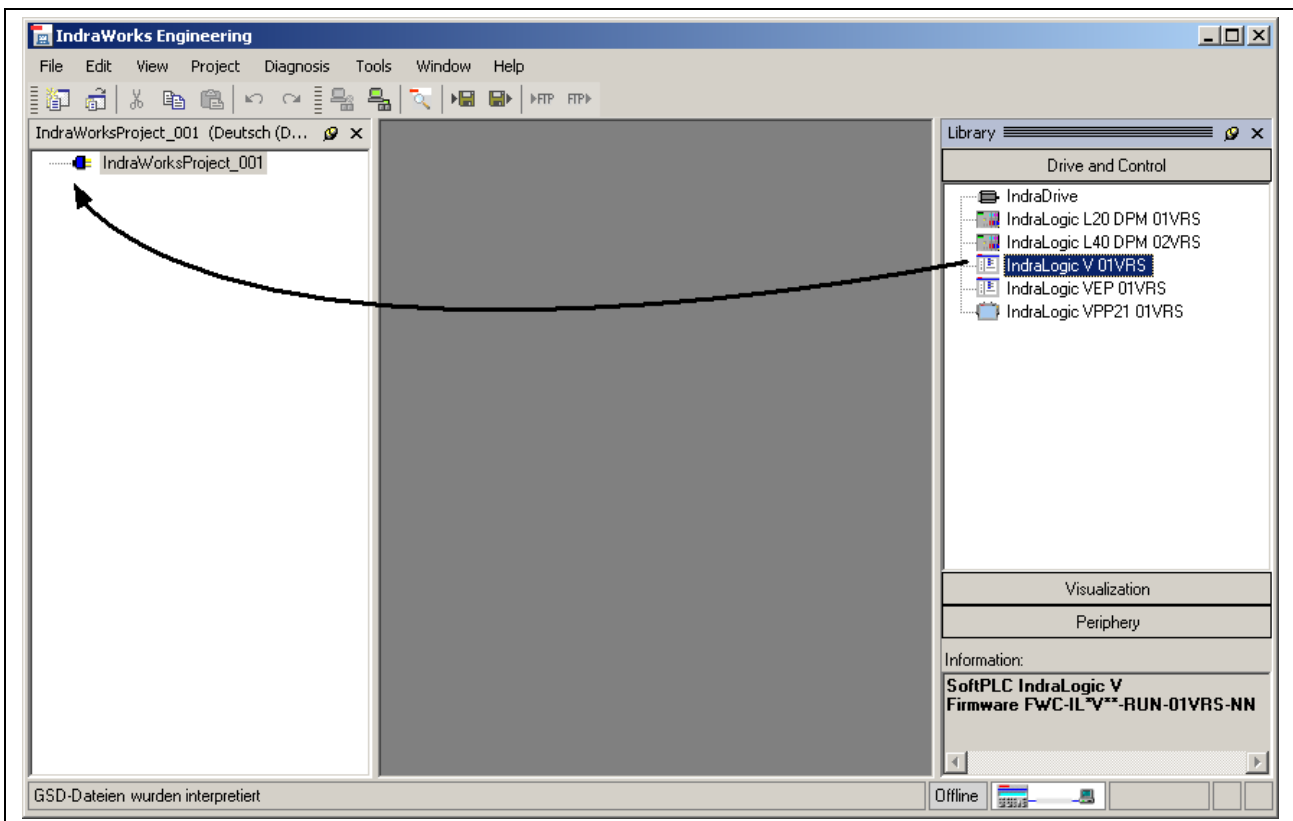 IndraWorks Engineering
File Edit View Project Diagnosis Tools Window Help
FTP FTP
IndraWorksProject_001 (Deutsch (D...
IndraWorksProject_001
Library
Drive and Control
IndraDrive
IndraLogic L20 DPM 01VRS
IndraLogic L40 DPM 02VRS
IndraLogic V 01VRS
IndraLogic VEP 01VRS
IndraLogic VPP21 01VRS
Visualization
Periphery
Information:
SoftPLC IndraLogic V
Firmware FWC-IL*V**-RUN-01VRS-NN
GSD-Dateien wurden interpretiert
Offline